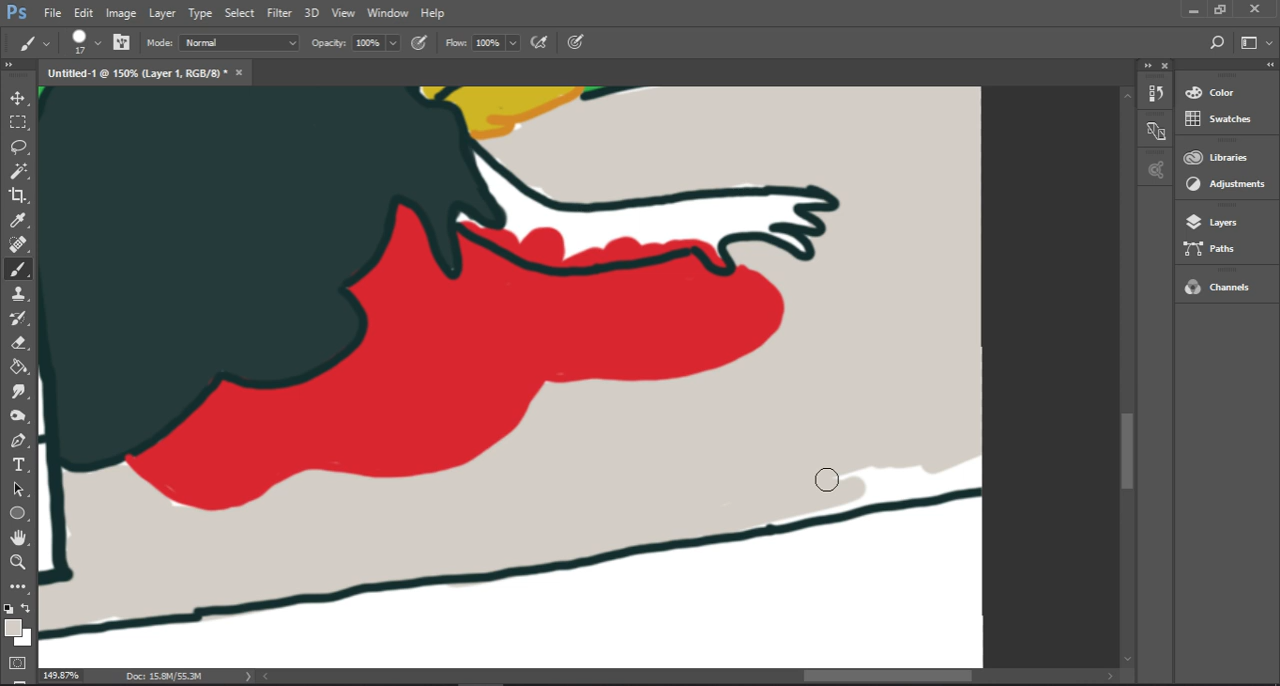 Ps File Edit Image Layer Type Select Filter 3D View Window Help
17 Mode: Normal Opacity: 100% Flow: 100%
Untitled-1 @ 150% (Layer 1, RGB/8) *
Color
Swatches
Libraries
Adjustments
Layers
Paths
Channels
149.87% Doc: 15.8M/55.3M